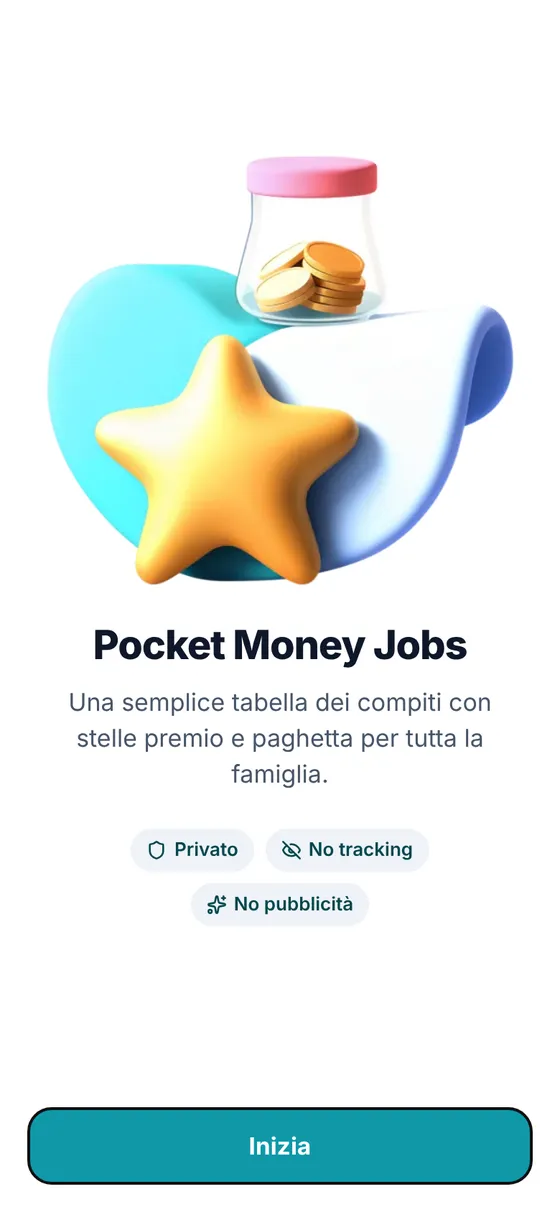 Pocket Money Jobs
Una semplice tabella dei compiti con
stelle premio e paghetta per tutta la
famiglia.
Privato
No tracking
No pubblicità
Inizia